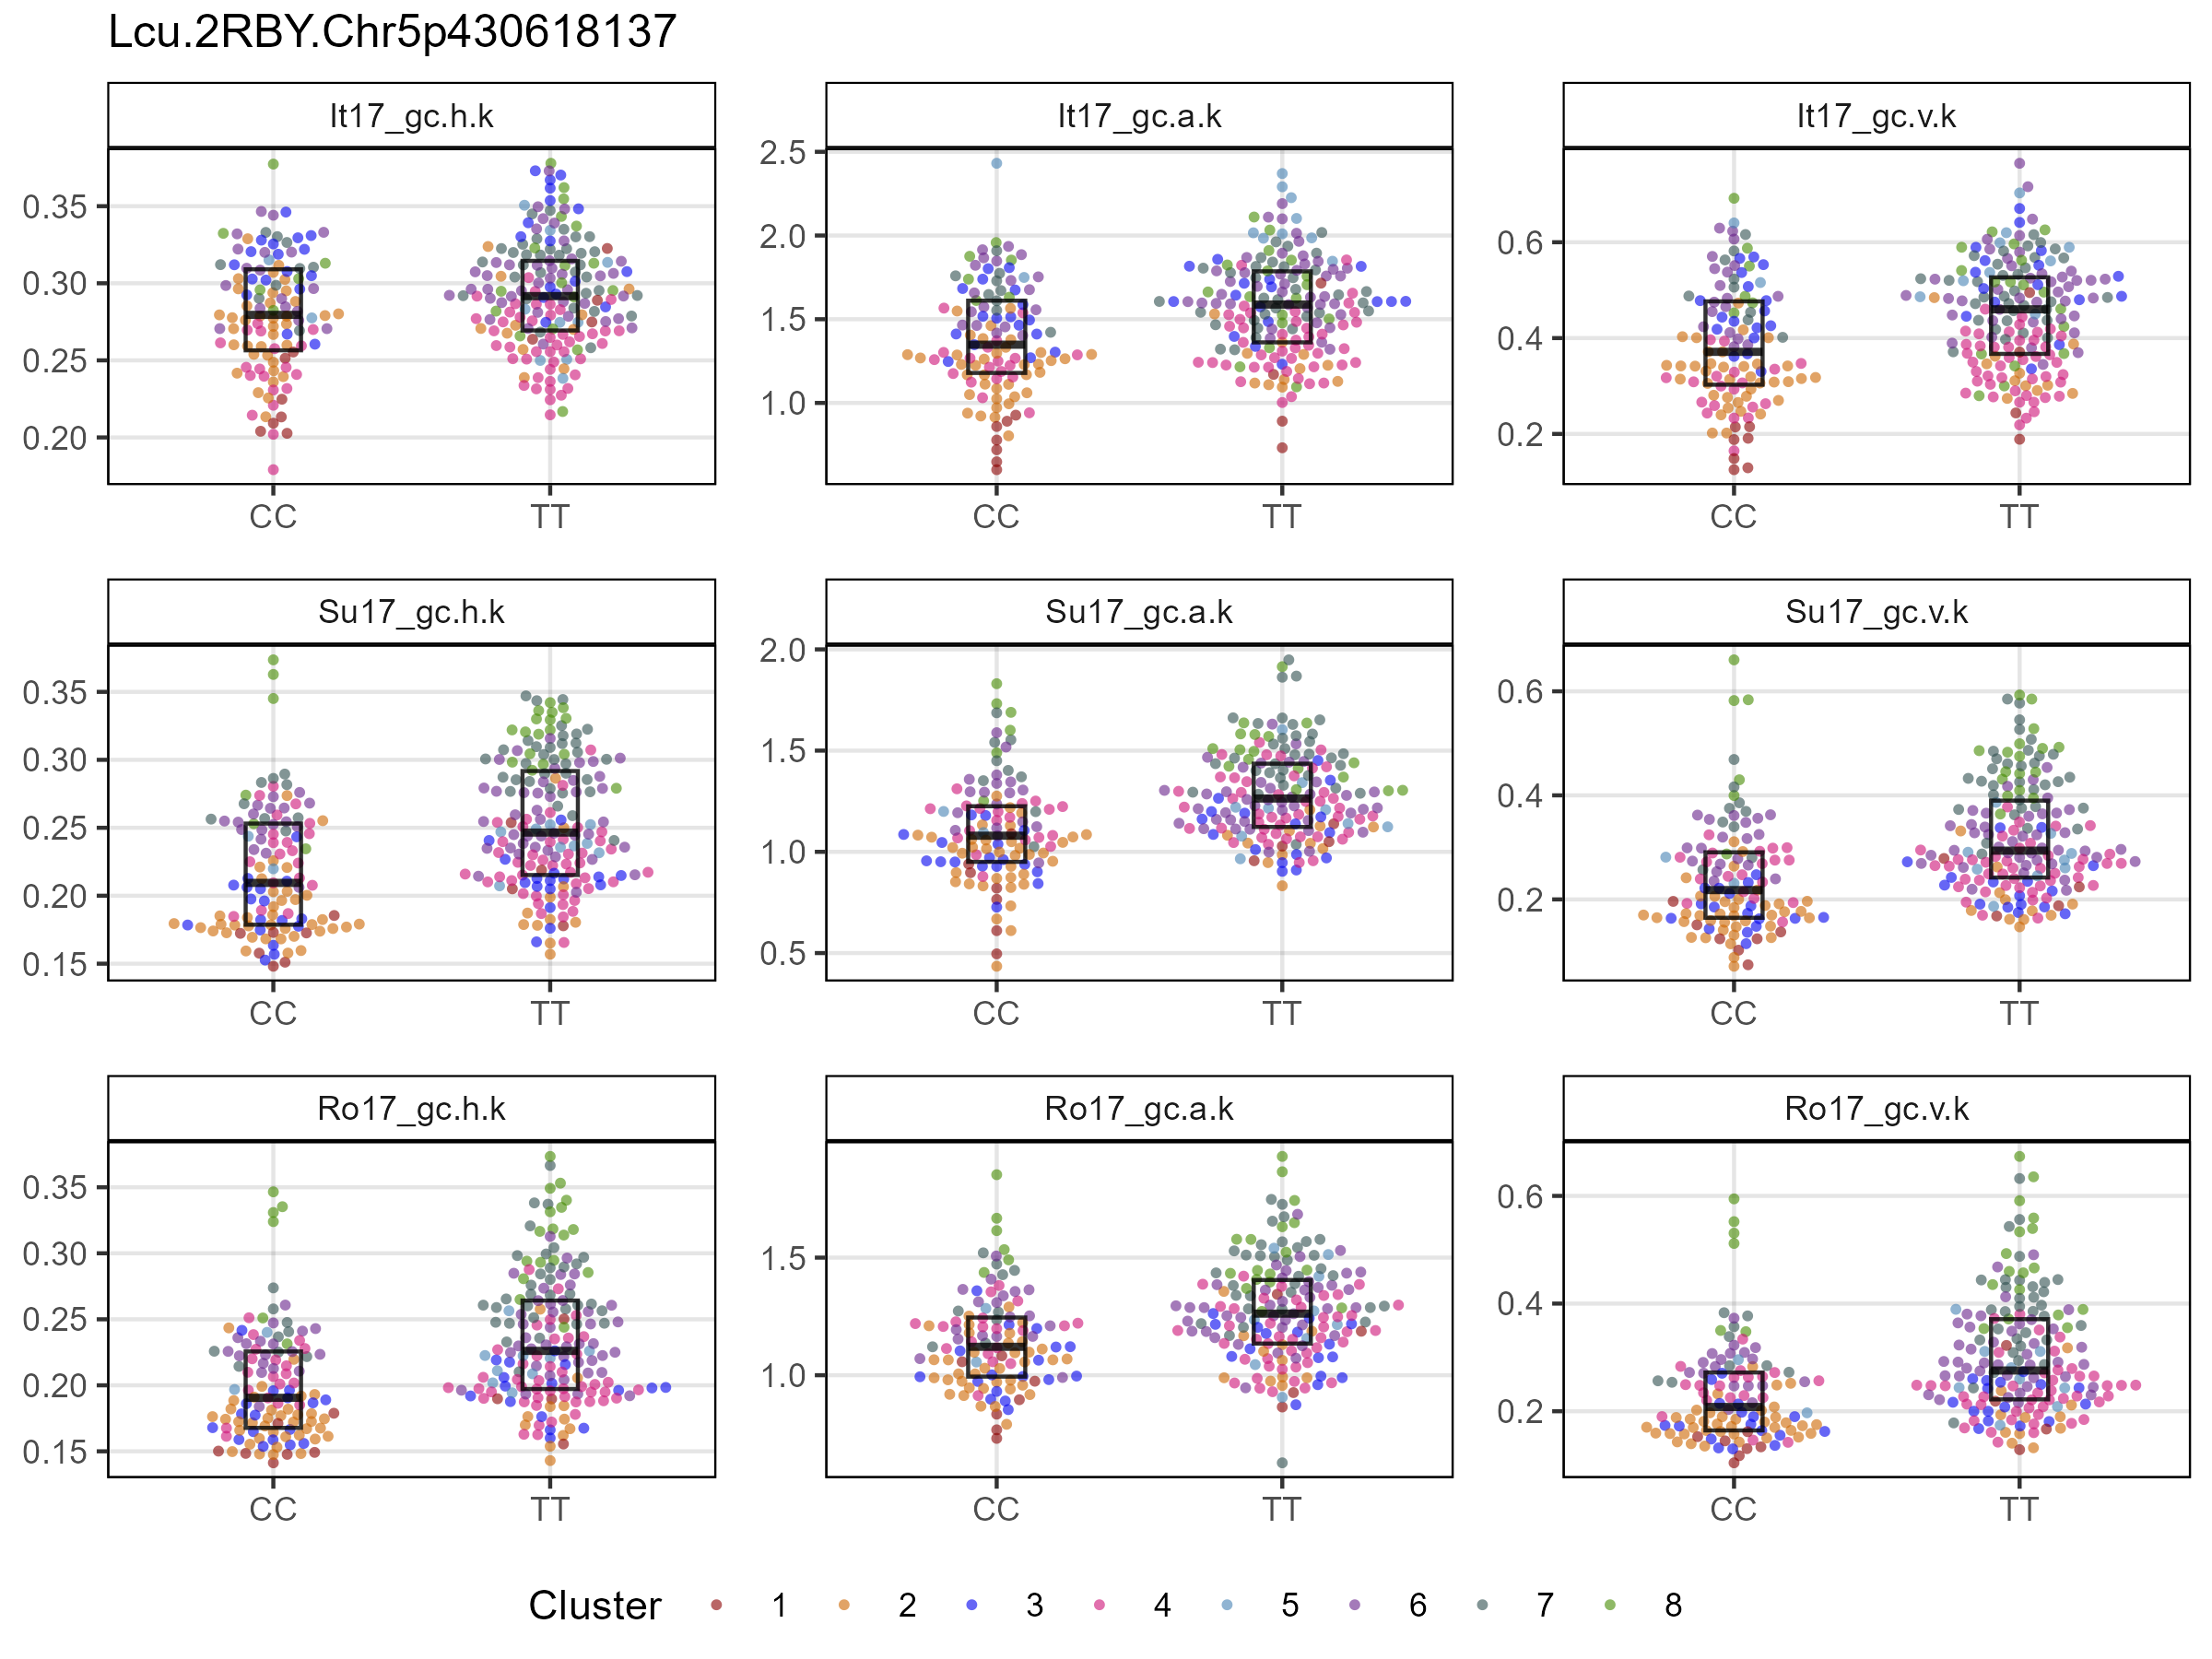 Lcu.2RBY.Chr5p430618137
It17_gc.h.k
It17_gc.a.k
It17_gc.v.k
0.35
0.30
0.25
0.20
CC
TT
2.5
2.0
1.5
1.0
CC
TT
0.6
0.4
0.2
CC
TT
Su17_gc.h.k
Su17_gc.a.k
Su17_gc.v.k
0.35
0.30
0.25
0.20
0.15
CC
TT
2.0
1.5
1.0
0.5
CC
TT
0.6
0.4
0.2
CC
TT
Ro17_gc.h.k
Ro17_gc.a.k
Ro17_gc.v.k
0.35
0.30
0.25
0.20
0.15
CC
TT
1.5
1.0
CC
TT
0.6
0.4
0.2
CC
TT
Cluster 1 2 3 4 5 6 7 8